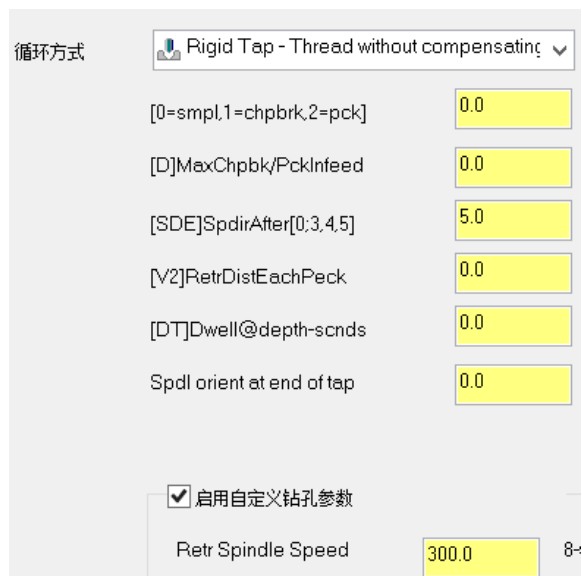 循环方式
Rigid Tap - Thread without compensating
[0=smpl,1=chpbrk,2=pck]
0.0
[D]MaxChpbk/PckInfeed
0.0
[SDE]SpdirAfter[0;3,4,5]
5.0
[V2]RetrDistEachPeck
0.0
[DT]Dwell@depth-scnds
0.0
Spdl orient at end of tap
0.0
启用自定义钻孔参数
Retr Spindle Speed
300.0